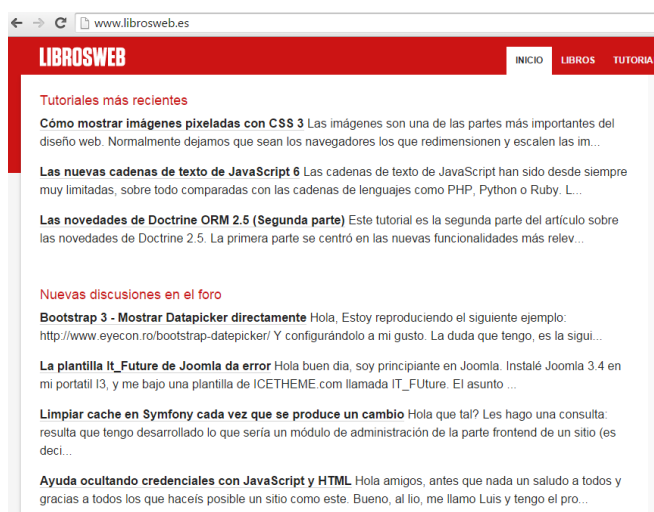 www.librosweb.es
LIBROSWEB
INICIO LIBROS TUTORIA
Tutoriales más recientes
Cómo mostrar imágenes pixeladas con CSS 3 Las imágenes son una de las partes más importantes del
diseño web. Normalmente dejamos que sean los navegadores los que redimensionen y escalen las im...
Las nuevas cadenas de texto de JavaScript 6 Las cadenas de texto de JavaScript han sido desde siempre
muy limitadas, sobre todo comparadas con las cadenas de lenguajes como PHP, Python o Ruby. L...
Las novedades de Doctrine ORM 2.5 (Segunda parte) Este tutorial es la segunda parte del artículo sobre
las novedades de Doctrine 2.5. La primera parte se centró en las nuevas funcionalidades más relev...
Nuevas discusiones en el foro
Bootstrap 3 - Mostrar Datapicker directamente Hola, Estoy reproduciendo el siguiente ejemplo:
http://www.eyecon.ro/bootstrap-datepicker/ Y configurándolo a mi gusto. La duda que tengo, es la sigui...
La plantilla It_Future de Joomla da error Hola buen dia, soy principiante en Joomla. Instalé Joomla 3.4 en
mi portatil I3, y me bajo una plantilla de ICETHEME.com llamada IT_FUture. El asunto ...
Limpiar cache en Symfony cada vez que se produce un cambio Hola que tal? Les hago una consulta:
resulta que tengo desarrollado lo que sería un módulo de administración de la parte frontend de un sitio (es
deci...
Ayuda ocultando credenciales con JavaScript y HTML Hola amigos, antes que nada un saludo a todos y
gracias a todos los que haceís posible un sitio como este. Bueno, al lio, me llamo Luis y tengo el pro...